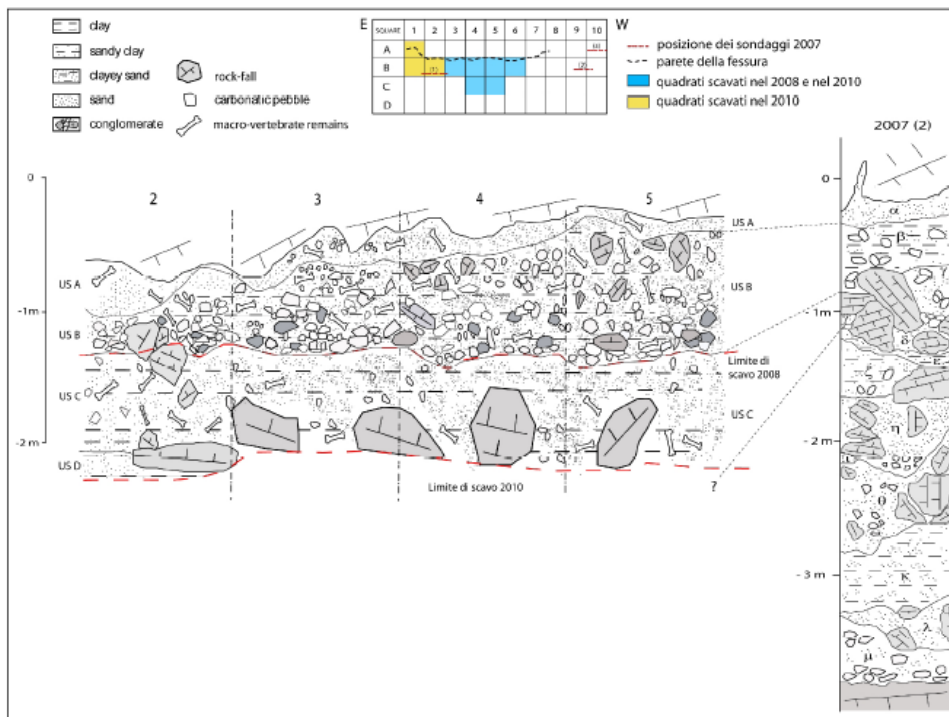 clay
sandy clay
clayey sand
sand
conglomerate
rock-fall
carbonatic pebble
macro-vertebrate remains
E
W
SQUARE 1 2 3 4 5 6 7 8 9 10
A
B
C
D
(1)
(2)
posizione dei sondaggi 2007
parete della fessura
quadrati scavati nel 2008 e nel 2010
quadrati scavati nel 2010
2007 (2)
0
-1m
-2 m
2
3
4
5
US A
US B
US C
US D
US A
US B
Limite di
scavo 2008
US C
?
Limite di scavo 2010
0
-1m
-2 m
-3 m
α
β
δ
ε
η
θ
κ
λ
μ